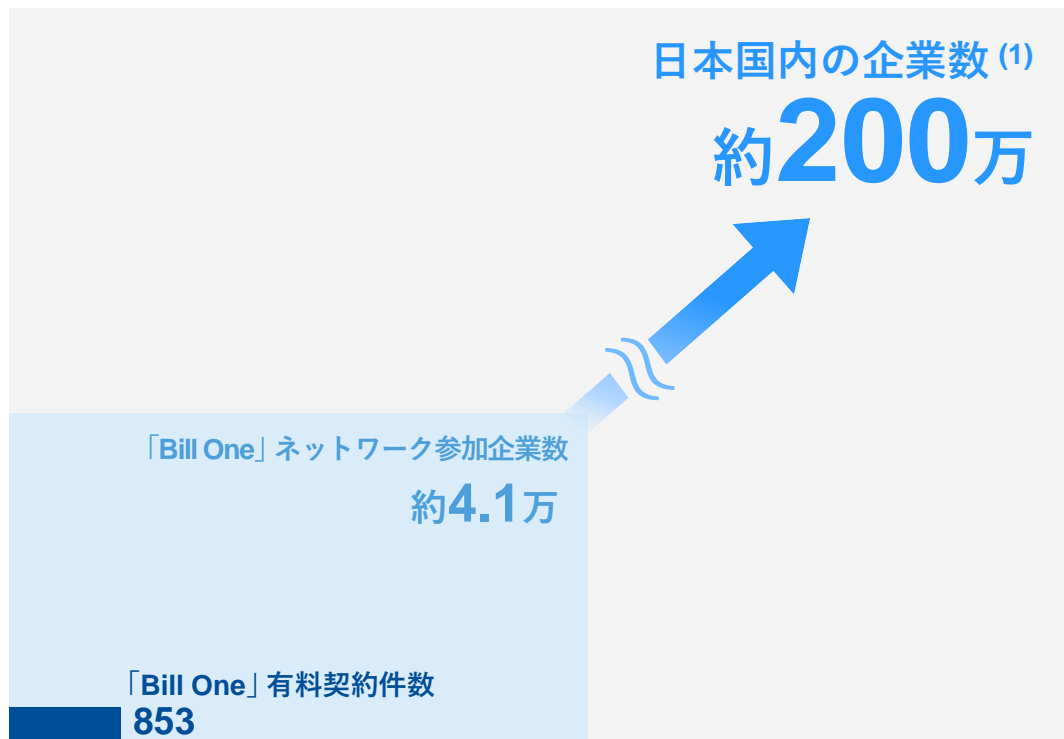 日本国内の企業数 (1)
約200万
「Bill One」ネットワーク参加企業数
約4.1万
「Bill One」有料契約件数
853